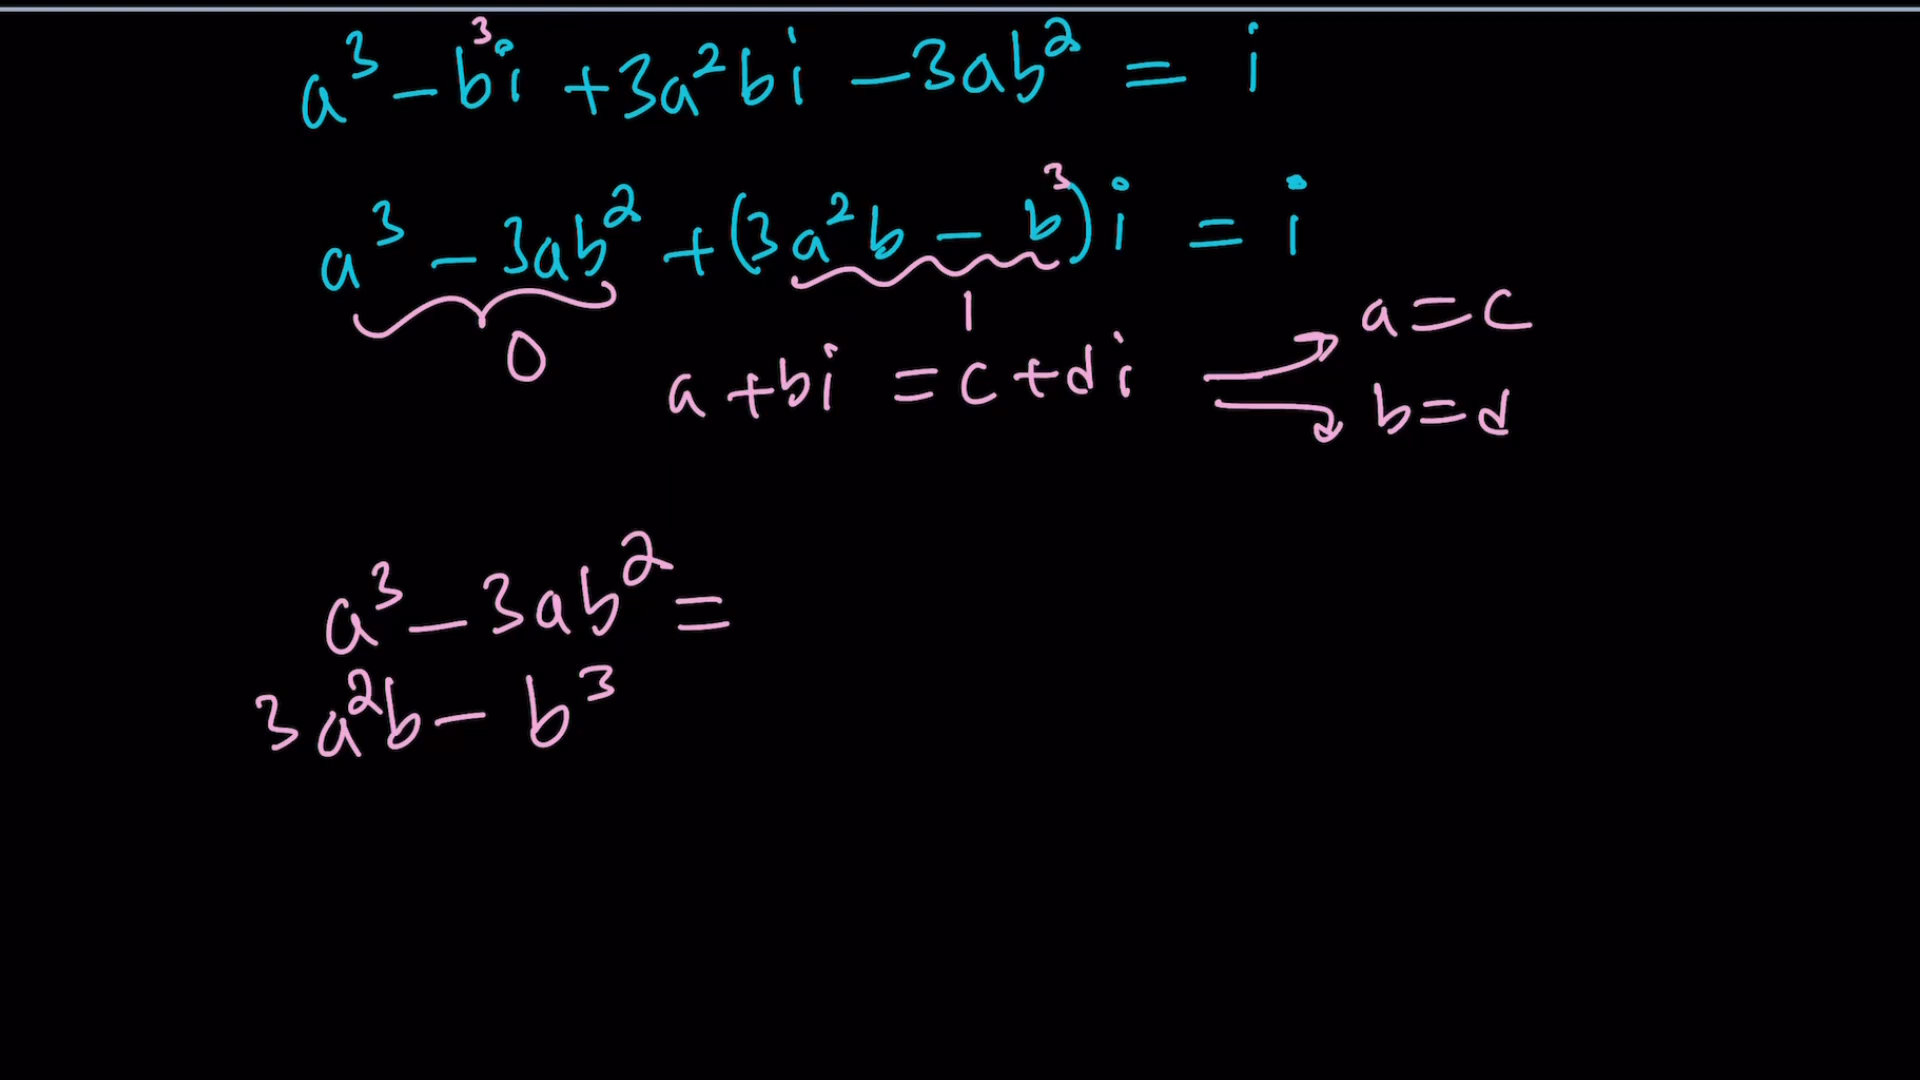 a³ - b³i + 3a²bi - 3ab² = i
a³ - 3ab² + (3a²b - b³)i = i
0
1
a + bi = c + di
a = c
b = d
a³ - 3ab² =
3a²b - b³